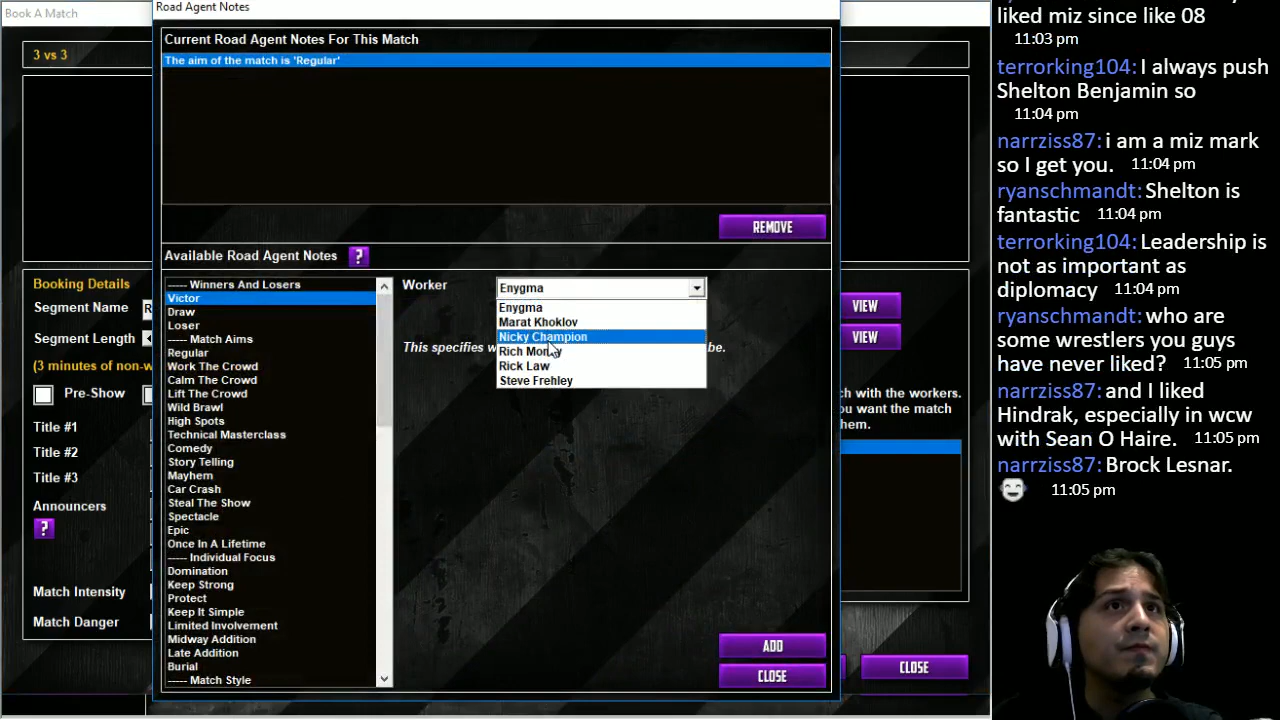 Book A Match
Road Agent Notes
3 vs 3
Current Road Agent Notes For This Match
The aim of the match is 'Regular'
REMOVE
Available Road Agent Notes
?
----- Winners And Losers
Victor
Draw
Loser
----- Match Aims
Regular
Work The Crowd
Calm The Crowd
Lift The Crowd
Wild Brawl
High Spots
Technical Masterclass
Comedy
Story Telling
Mayhem
Car Crash
Steal The Show
Spectacle
Epic
Once In A Lifetime
----- Individual Focus
Domination
Keep Strong
Protect
Keep It Simple
Limited Involvement
Midway Addition
Late Addition
Burial
----- Match Style
Worker
Enygma
Enygma
Marat Khoklov
Nicky Champion
Rich Money
Rick Law
Steve Frehley
This specifies w
be.
ADD
CLOSE
Booking Details
Segment Name
Segment Length
(3 minutes of non-w
Pre-Show
Title #1
Title #2
Title #3
Announcers
?
Match Intensity
Match Danger
VIEW
VIEW
ch with the workers.
ou want the match
hem.
CLOSE
liked miz since like 08
11:03 pm
terrorking104: I always push
Shelton Benjamin so
11:04 pm
narrziss87: i am a miz mark
so I get you. 11:04 pm
ryanschmandt: Shelton is
fantastic 11:04 pm
terrorking104: Leadership is
not as important as
diplomacy 11:04 pm
ryanschmandt: who are
some wrestlers you guys
have never liked? 11:05 pm
narrziss87: and I liked
Hindrak, especially in wcw
with Sean O Haire. 11:05 pm
narrziss87: Brock Lesnar.
11:05 pm